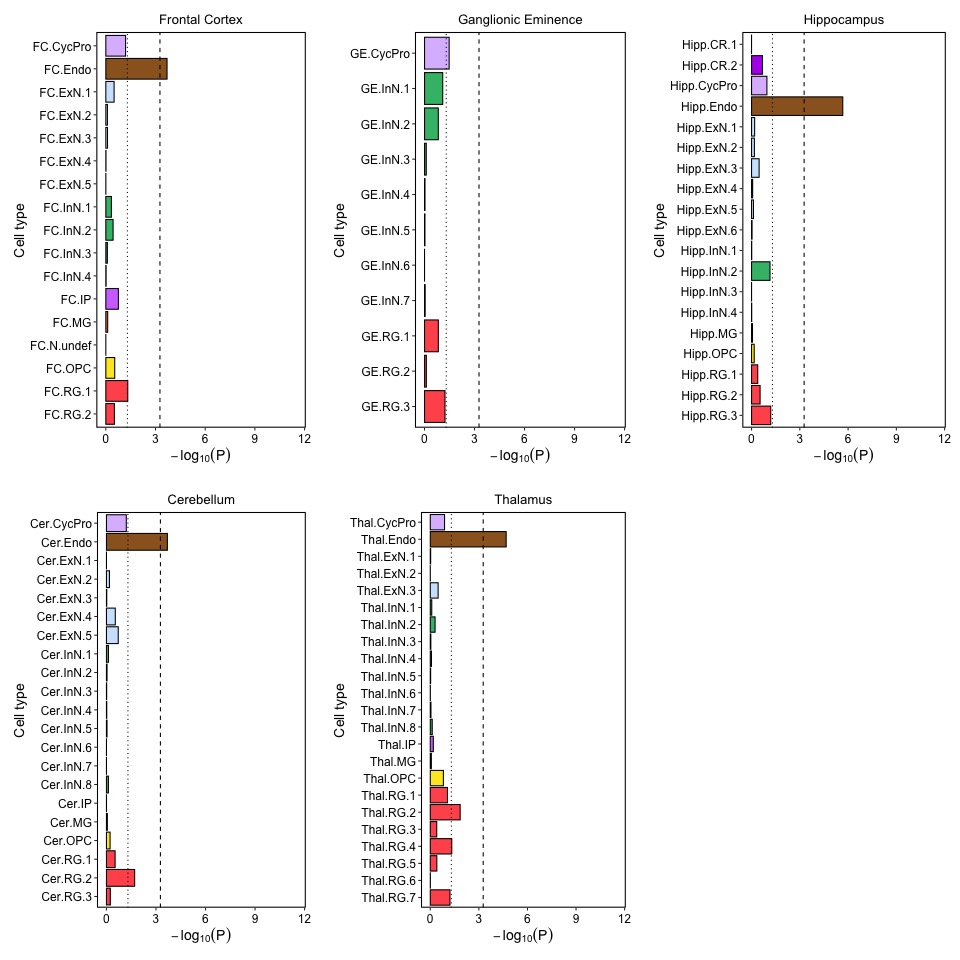 Frontal Cortex
Cell type
FC.CycPro
FC.Endo
FC.ExN.1
FC.ExN.2
FC.ExN.3
FC.ExN.4
FC.ExN.5
FC.InN.1
FC.InN.2
FC.InN.3
FC.InN.4
FC.IP
FC.MG
FC.N.undef
FC.OPC
FC.RG.1
FC.RG.2
0 3 6 9 12
−log₁₀(P)
Ganglionic Eminence
Cell type
GE.CycPro
GE.InN.1
GE.InN.2
GE.InN.3
GE.InN.4
GE.InN.5
GE.InN.6
GE.InN.7
GE.RG.1
GE.RG.2
GE.RG.3
0 3 6 9 12
−log₁₀(P)
Hippocampus
Cell type
Hipp.CR.1
Hipp.CR.2
Hipp.CycPro
Hipp.Endo
Hipp.ExN.1
Hipp.ExN.2
Hipp.ExN.3
Hipp.ExN.4
Hipp.ExN.5
Hipp.ExN.6
Hipp.InN.1
Hipp.InN.2
Hipp.InN.3
Hipp.InN.4
Hipp.MG
Hipp.OPC
Hipp.RG.1
Hipp.RG.2
Hipp.RG.3
0 3 6 9 12
−log₁₀(P)
Cerebellum
Cell type
Cer.CycPro
Cer.Endo
Cer.ExN.1
Cer.ExN.2
Cer.ExN.3
Cer.ExN.4
Cer.ExN.5
Cer.InN.1
Cer.InN.2
Cer.InN.3
Cer.InN.4
Cer.InN.5
Cer.InN.6
Cer.InN.7
Cer.InN.8
Cer.IP
Cer.MG
Cer.OPC
Cer.RG.1
Cer.RG.2
Cer.RG.3
0 3 6 9 12
−log₁₀(P)
Thalamus
Cell type
Thal.CycPro
Thal.Endo
Thal.ExN.1
Thal.ExN.2
Thal.ExN.3
Thal.InN.1
Thal.InN.2
Thal.InN.3
Thal.InN.4
Thal.InN.5
Thal.InN.6
Thal.InN.7
Thal.InN.8
Thal.IP
Thal.MG
Thal.OPC
Thal.RG.1
Thal.RG.2
Thal.RG.3
Thal.RG.4
Thal.RG.5
Thal.RG.6
Thal.RG.7
0 3 6 9 12
−log₁₀(P)